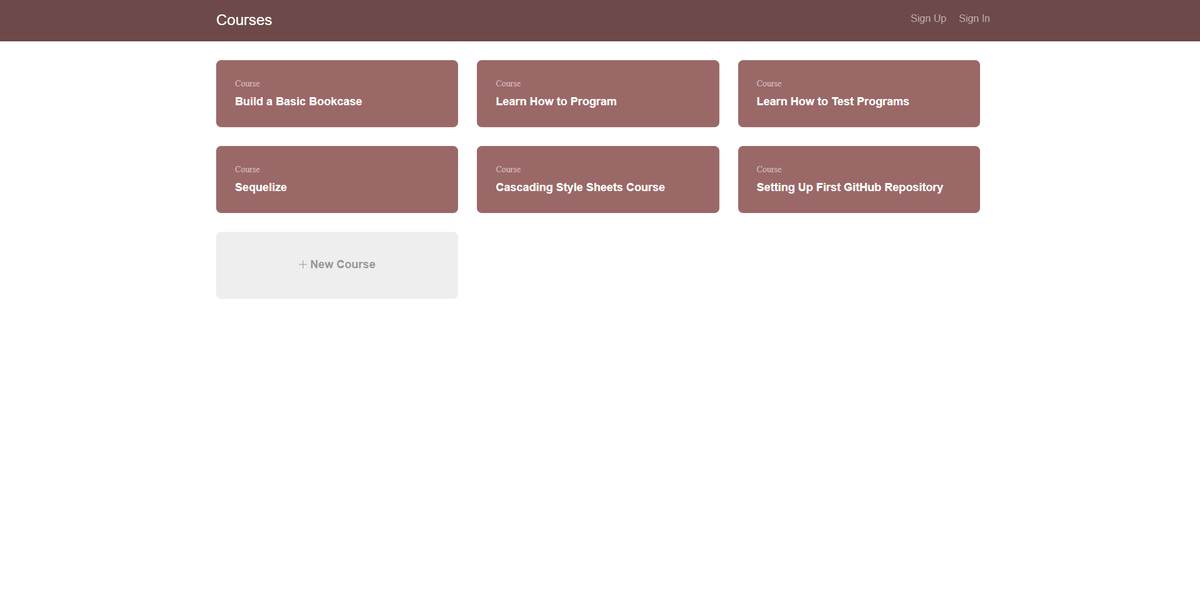 Courses
Sign Up Sign In
Course
Build a Basic Bookcase
Course
Learn How to Program
Course
Learn How to Test Programs
Course
Sequelize
Course
Cascading Style Sheets Course
Course
Setting Up First GitHub Repository
+ New Course